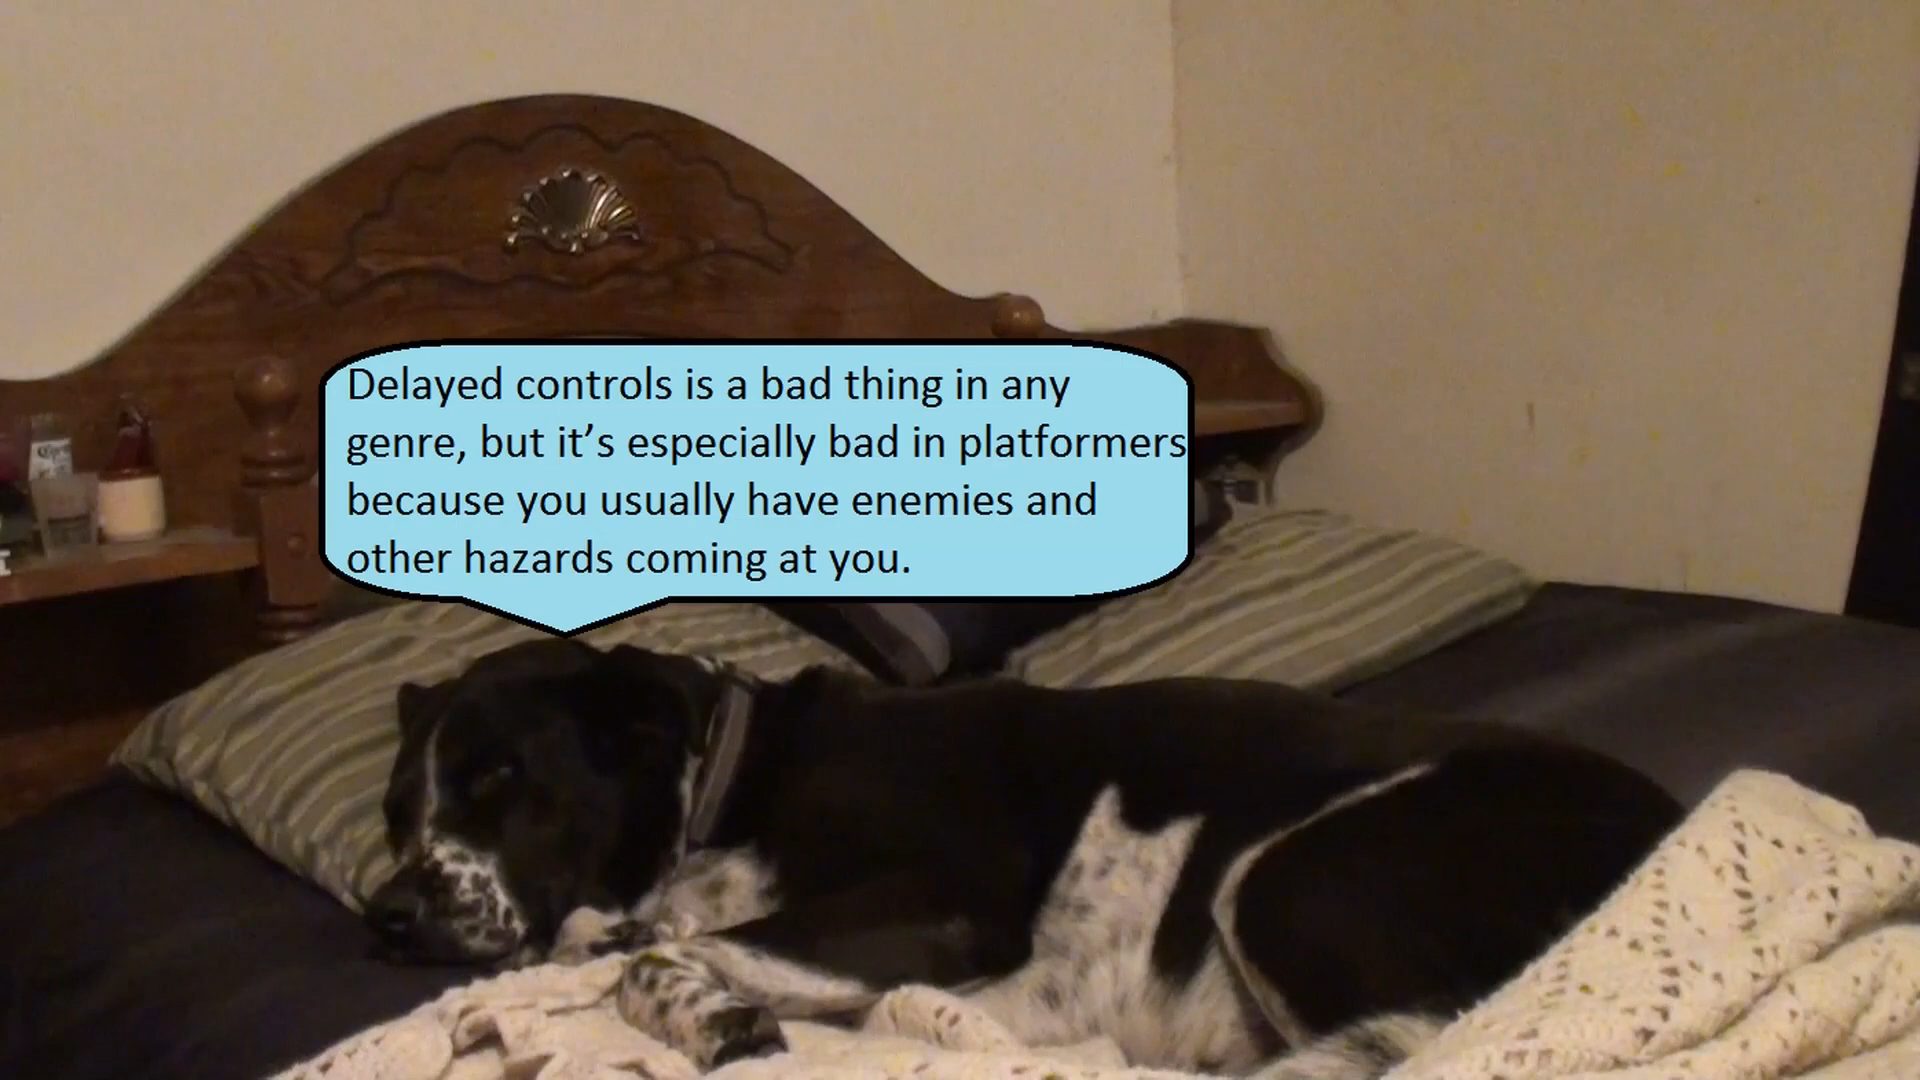 Delayed controls is a bad thing in any
genre, but it’s especially bad in platformers
because you usually have enemies and
other hazards coming at you.